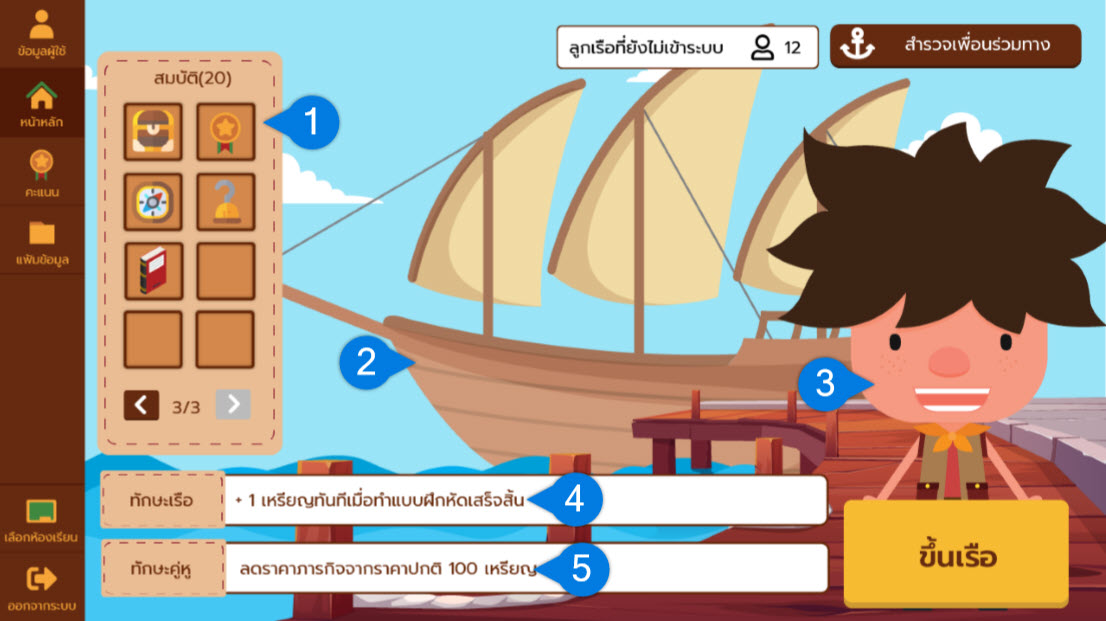 ข้อมูลผู้ใช้
หน้าหลัก
คะแนน
แฟ้มข้อมูล
เลือกห้องเรียน
ออกจากระบบ
ลูกเรือที่ยังไม่เข้าระบบ 12
สำรวจเพื่อนร่วมทาง
สมบัติ(20)
1
2
3
3/3
ทักษะเรือ + 1 เหรียญทันทีเมื่อทำแบบฝึกหัดเสร็จสิ้น 4
ทักษะคู่หู ลดราคาภารกิจจากราคาปกติ 100 เหรียญ 5
ขึ้นเรือ